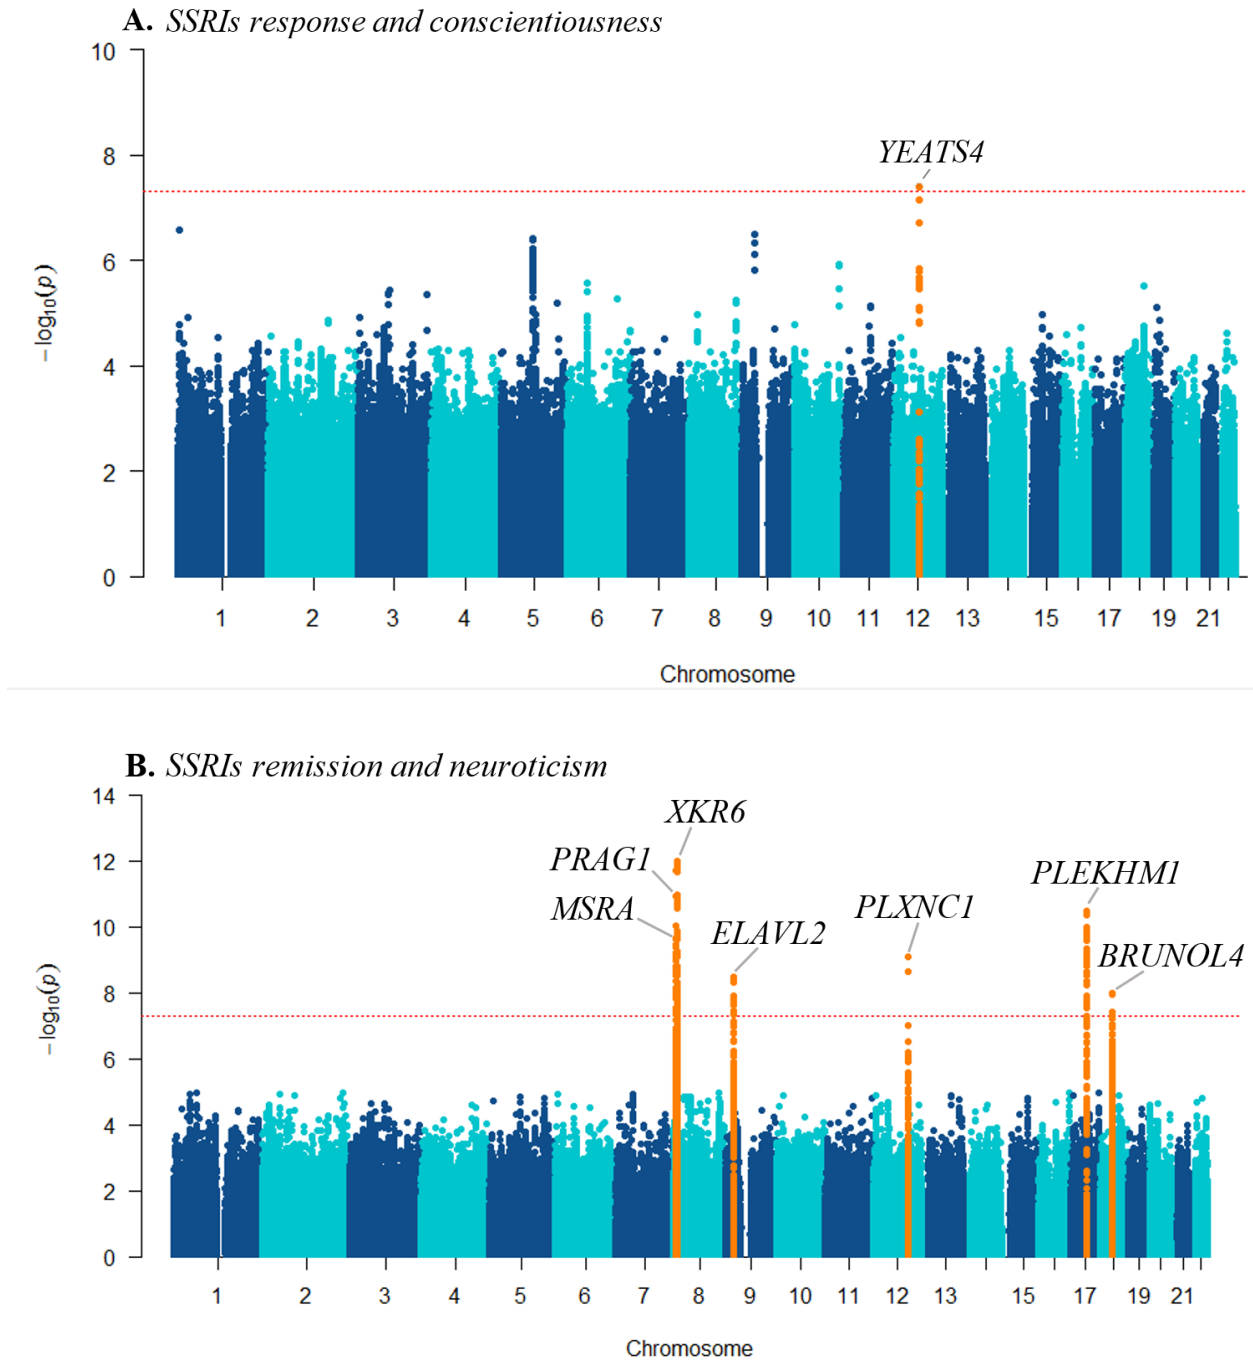 A. SSRIs response and conscientiousness
10
8
6
4
2
0
−log10(p)
YEATS4
1 2 3 4 5 6 7 8 9 10 11 12 13 15 17 19 21
Chromosome
B. SSRIs remission and neuroticism
14
12
10
8
6
4
2
0
−log10(p)
XKR6
PRAG1
MSRA
ELAVL2
PLXNC1
PLEKHM1
BRUNOL4
1 2 3 4 5 6 7 8 9 10 11 12 13 15 17 19 21
Chromosome